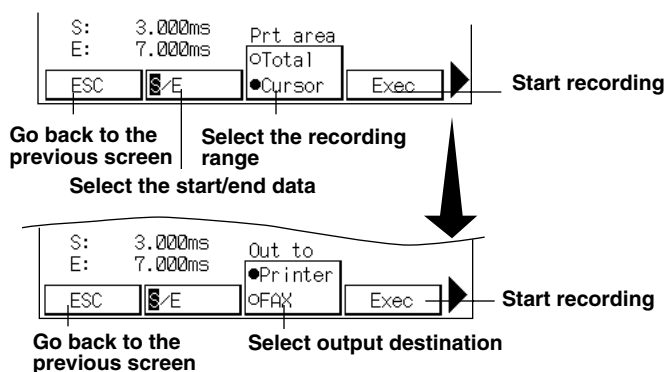 S: 3.000ms
E: 7.000ms
Prt area
○Total
●Cursor
ESC
S/E
Exec
Start recording
Go back to the
previous screen
Select the recording
range
Select the start/end data
S: 3.000ms
E: 7.000ms
Out to
●Printer
○FAX
ESC
S/E
Exec
Start recording
Go back to the
previous screen
Select output destination